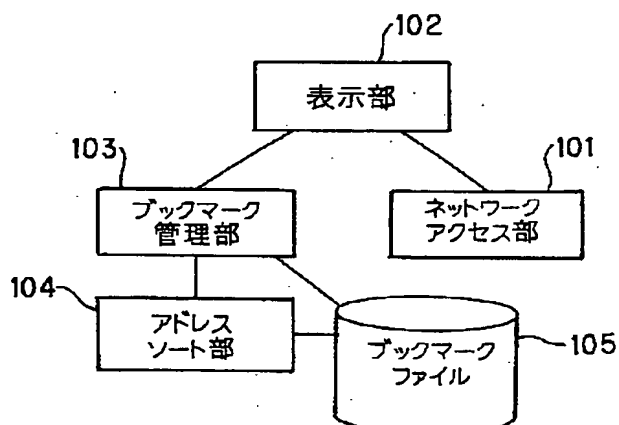 102
表示部
103
ブックマーク
管理部
101
ネットワーク
アクセス部
104
アドレス
ソート部
ブックマーク
ファイル
105